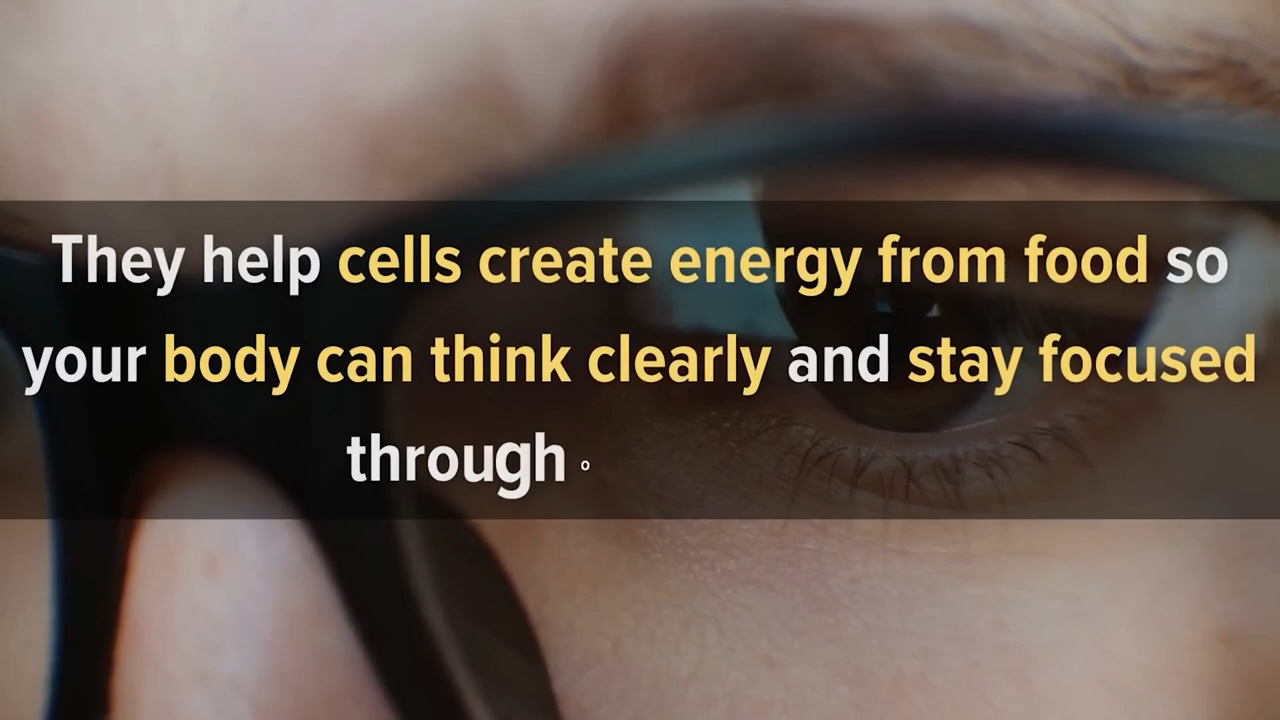 They help cells create energy from food so
your body can think clearly and stay focused
through o